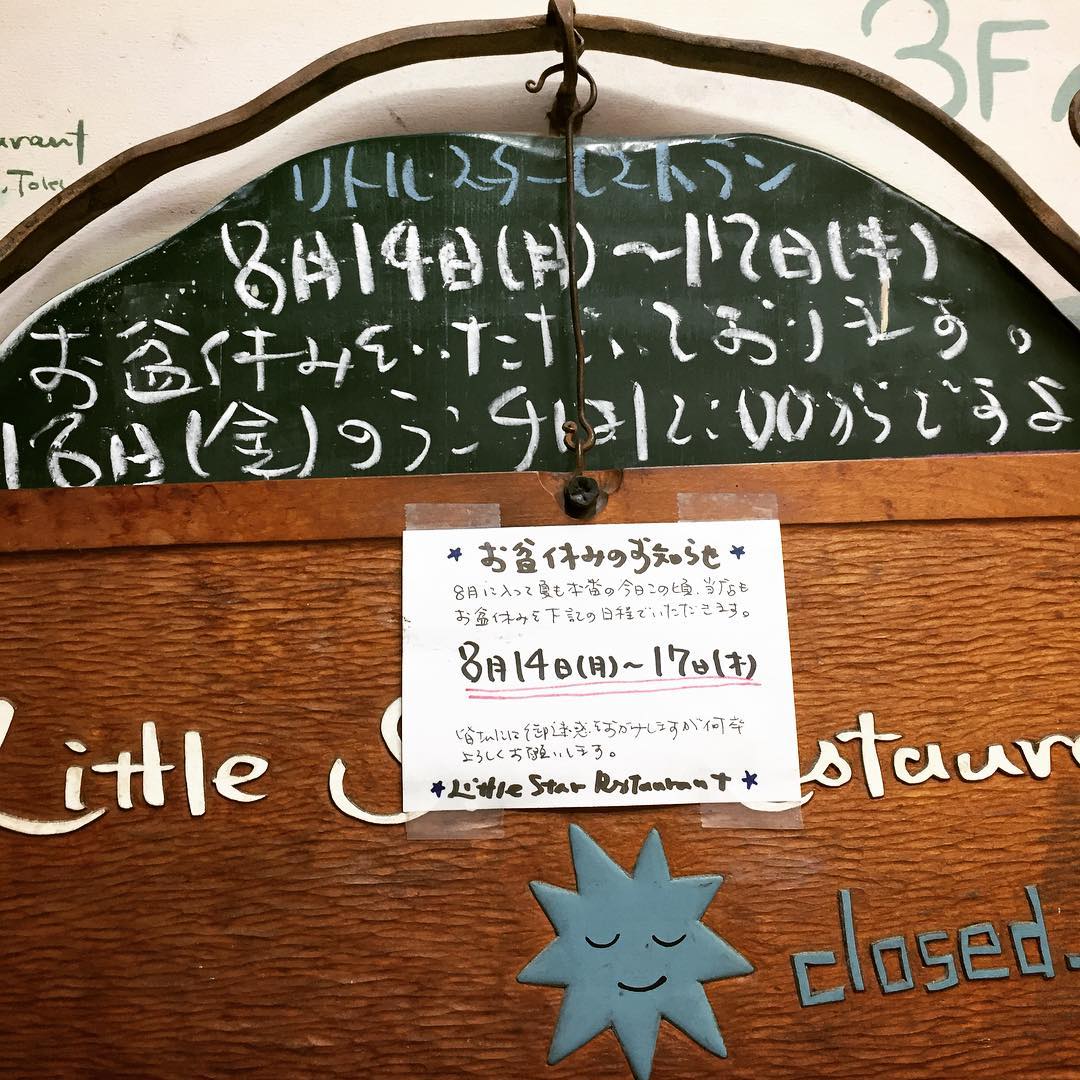 3F
urant
, Toky
リトルスターレストラン
8月14日(月)〜17日(木)
お盆休みをいただいております。
18日(金)のランチは12:00からですよ
★ お盆休みのお知らせ ★
8月に入って夏も本番の今日この頃、当店も
お盆休みを下記の日程でいただきます。
8月14日(月)〜17日(木)
皆さんには御迷惑をおかけしますが何卒
よろしくお願いします。
★Little Star Restaurant★
Little S estaur
closed